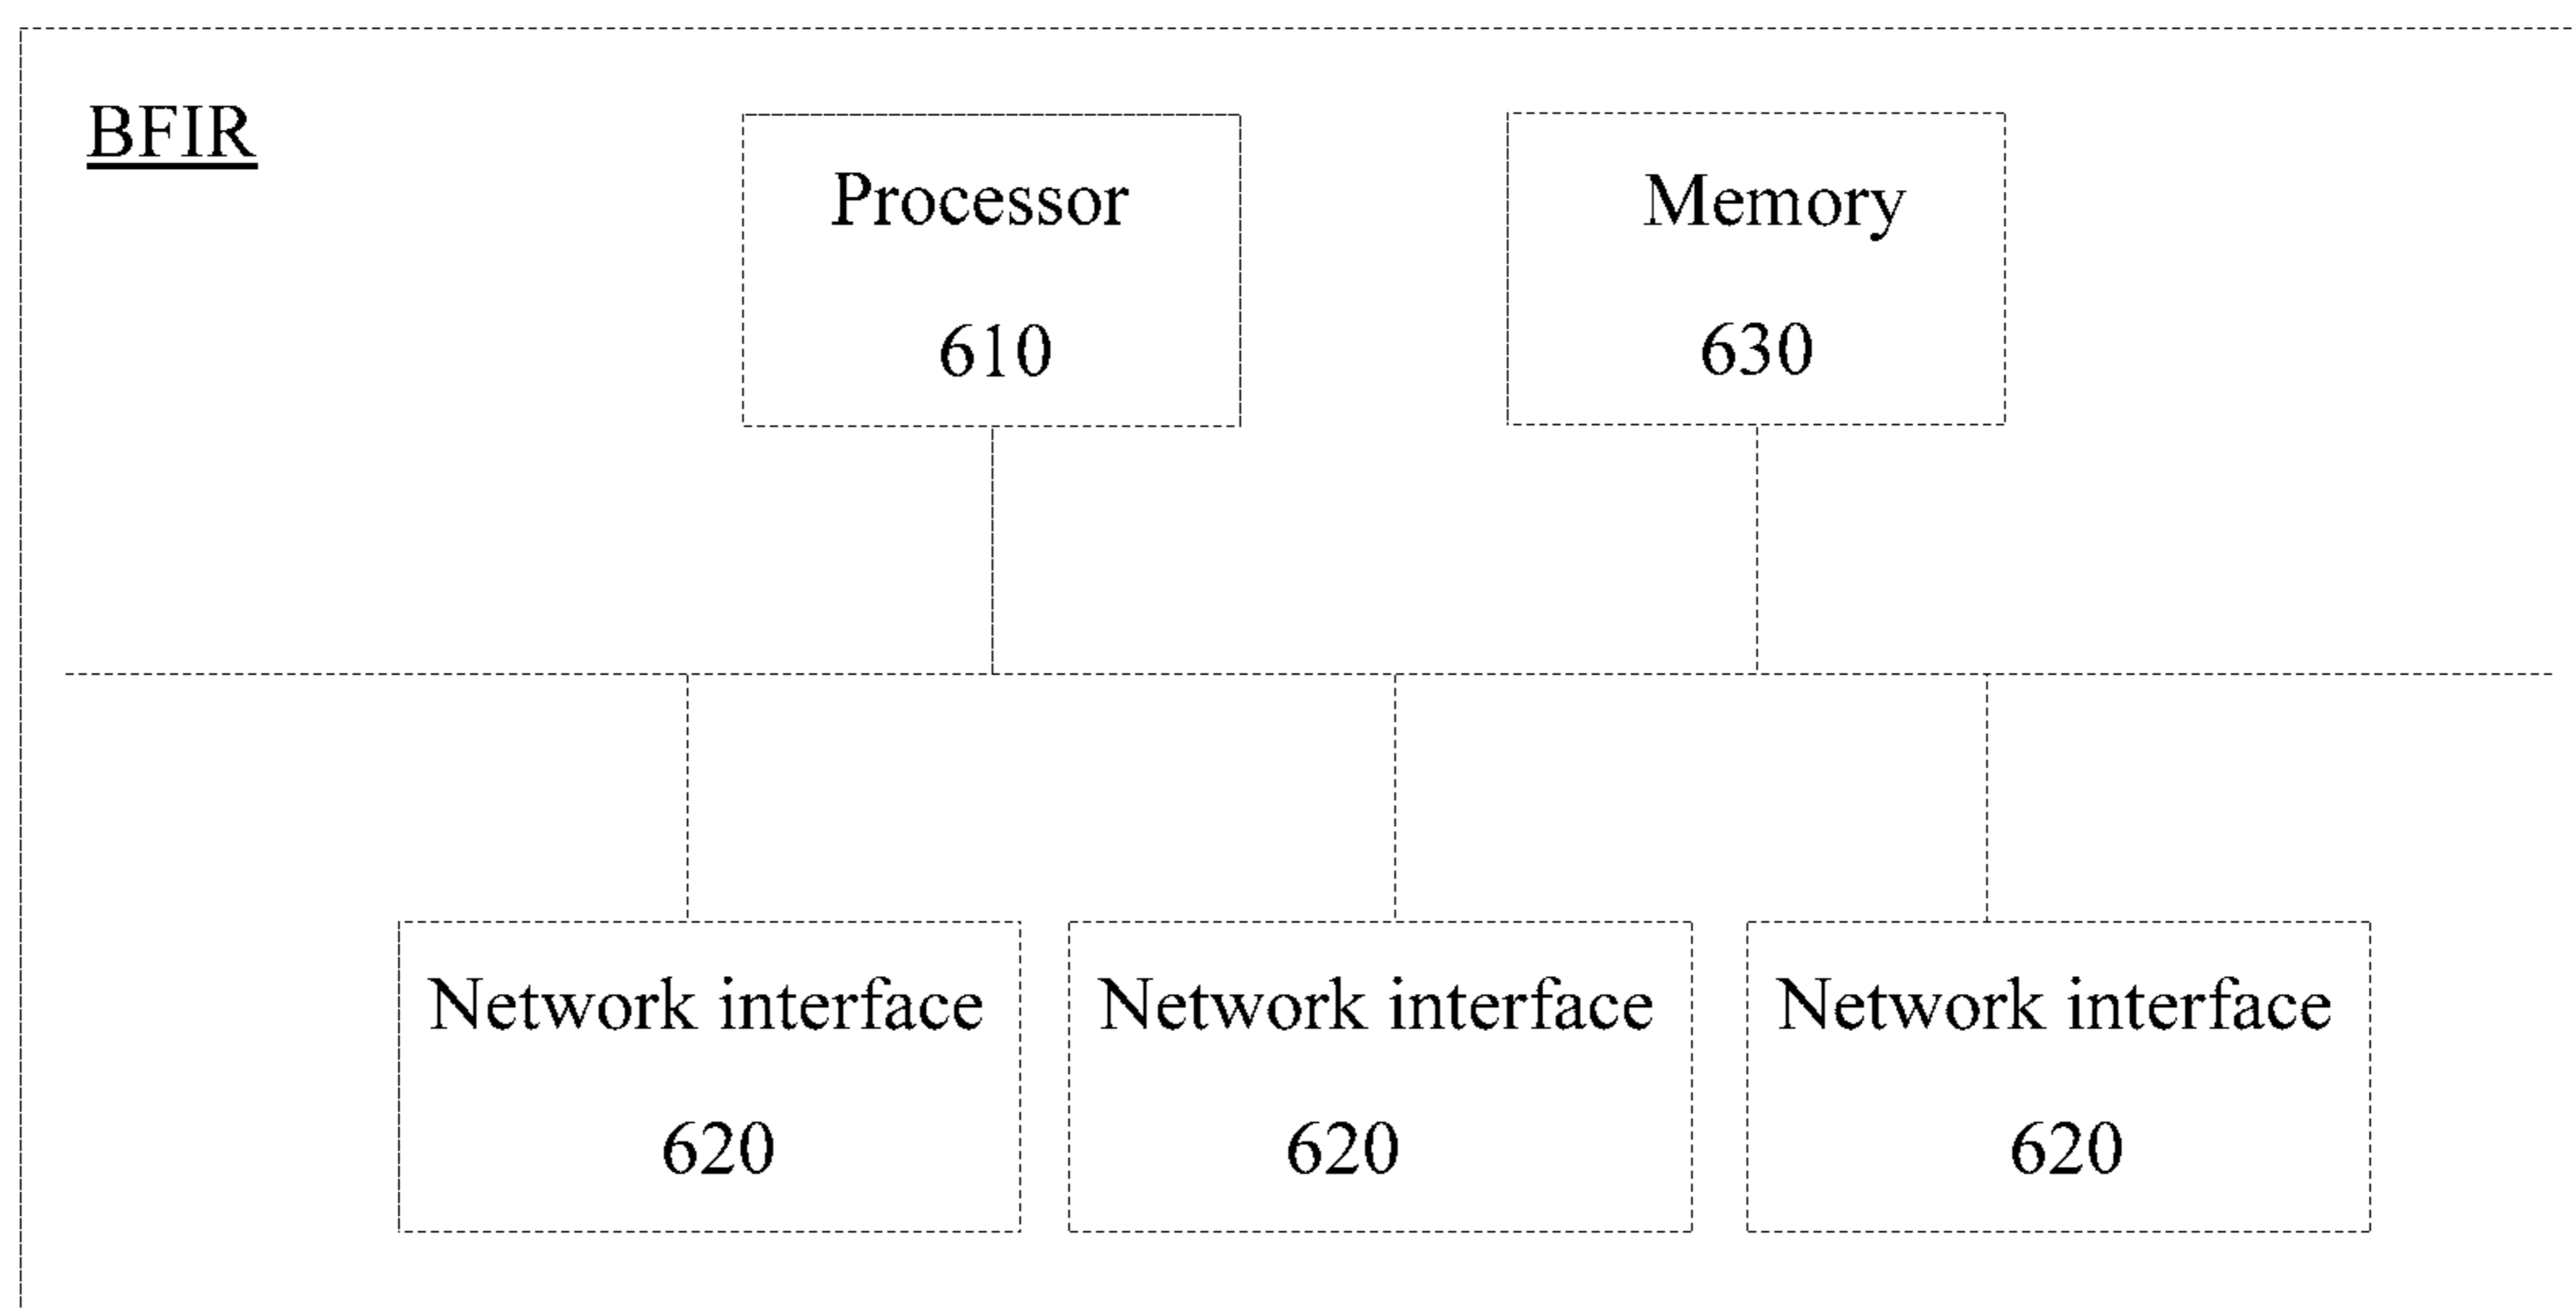 BFIR
Processor
610
Memory
630
Network interface
620
Network interface
620
Network interface
620